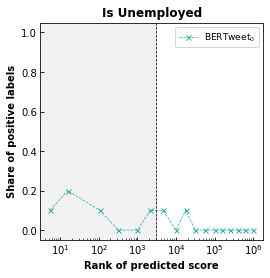 Is Unemployed
BERTweet₀
1.0
0.8
0.6
0.4
0.2
0.0
Share of positive labels
10¹ 10² 10³ 10⁴ 10⁵ 10⁶
Rank of predicted score